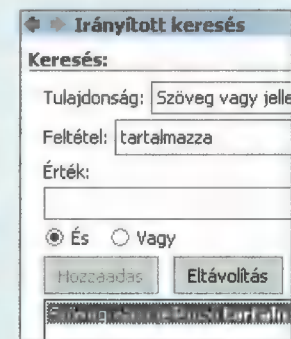 Irányított keresés
Keresés:
Tulajdonság: Szöveg vagy jelle
Feltétel: tartalmazza
Érték:
És Vagy
Hozzáadás Eltávolítás